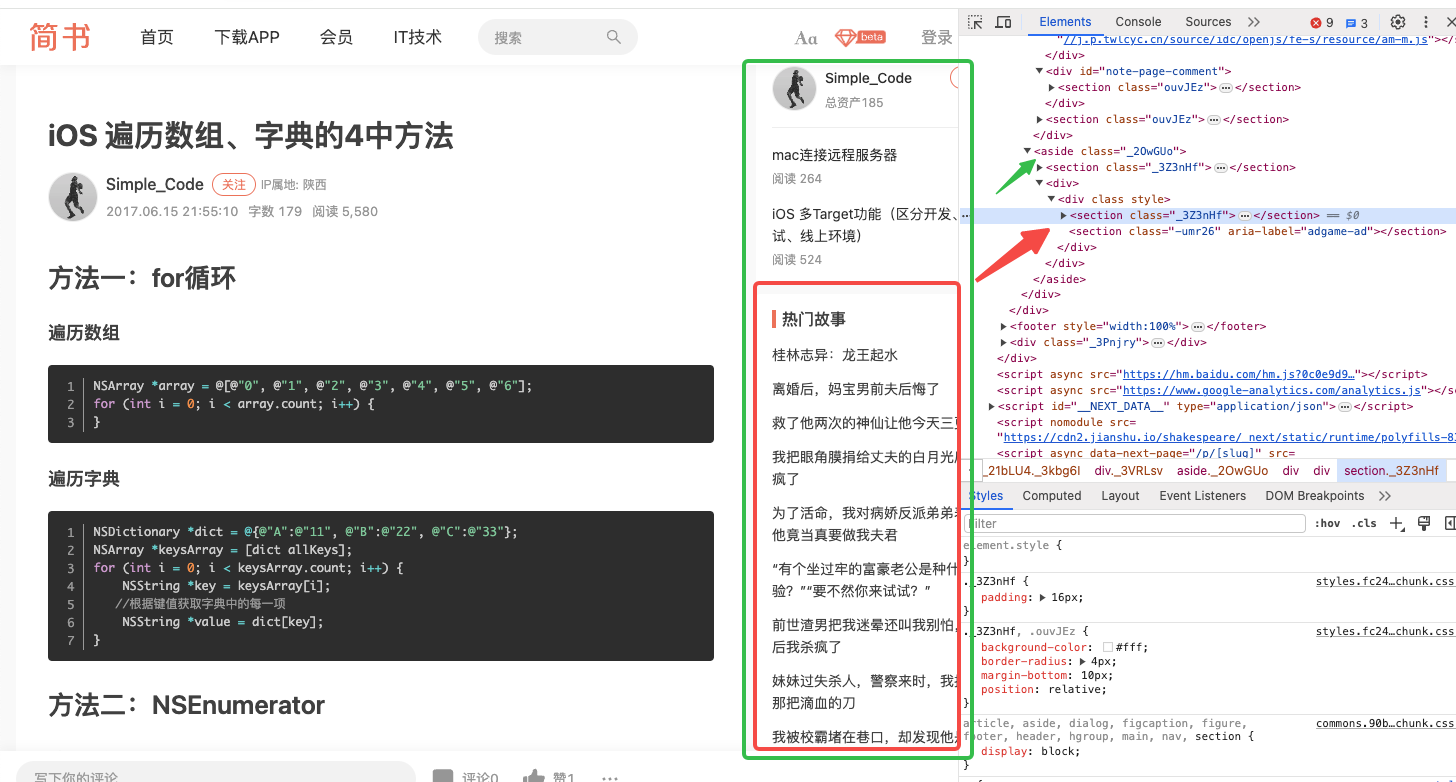 简书
首页 下载APP 会员 IT技术
搜索
Aa
beta
登录
iOS 遍历数组、字典的4中方法
Simple_Code 关注 IP属地: 陕西
2017.06.15 21:55:10 字数 179 阅读 5,580
方法一：for循环
遍历数组
1 NSArray *array = @[@"0", @"1", @"2", @"3", @"4", @"5", @"6"];
2 for (int i = 0; i < array.count; i++) {
3 }
遍历字典
1 NSDictionary *dict = @{@"A":@"11", @"B":@"22", @"C":@"33"};
2 NSArray *keysArray = [dict allKeys];
3 for (int i = 0; i < keysArray.count; i++) {
4 NSString *key = keysArray[i];
5 //根据键值获取字典中的每一项
6 NSString *value = dict[key];
7 }
方法二：NSEnumerator
写下你的评论
评论0 赞1 ...
Simple_Code
总资产185
mac连接远程服务器
阅读 264
iOS 多Target功能（区分开发、
试、线上环境）
阅读 524
热门故事
桂林志异：龙王起水
离婚后，妈宝男前夫后悔了
救了他两次的神仙让他今天三
我把眼角膜捐给丈夫的白月光后
疯了
为了活命，我对病娇反派弟弟
他竟当真要做我夫君
“有个坐过牢的富豪老公是种什
验？”“要不然你来试试？”
前世渣男把我迷晕还叫我别怕，
后我杀疯了
妹妹过失杀人，警察来时，我
那把滴血的刀
我被校霸堵在巷口，却发现他
Elements Console Sources >> 9 3
"//j.p.twlcyc.cn/source/idc/openjs/fe-s/resource/am-m.js"></s
</div>
<div id="note-page-comment">
<section class="ouvJEz">…</section>
</div>
<section class="ouvJEz">…</section>
</div>
<aside class="_2OwGUo">
<section class="_3Z3nHf">…</section>
<div>
<div class style>
<section class="_3Z3nHf">…</section> == $0
<section class="-umr26" aria-label="adgame-ad"></section>
</div>
</div>
</aside>
</div>
</div>
<footer style="width:100%">…</footer>
<div class="_3Pnjry">…</div>
</div>
<script async src="https://hm.baidu.com/hm.js?0c0e9d9…"></script>
<script async src="https://www.google-analytics.com/analytics.js"></s
<script id="__NEXT_DATA__" type="application/json">…</script>
<script nomodule src=
"https://cdn2.jianshu.io/shakespeare/_next/static/runtime/polyfills-8
<script async data-next-page="/p/[slug]" src=
_21bLU4._3kbg6I div._3VRLsv aside._2OwGUo div div section._3Z3nHf
Styles Computed Layout Event Listeners DOM Breakpoints >>
Filter :hov .cls
element.style {
}
._3Z3nHf { styles.fc24…chunk.css
padding: 16px;
}
._3Z3nHf, .ouvJEz { styles.fc24…chunk.css
background-color: #fff;
border-radius: 4px;
margin-bottom: 10px;
position: relative;
}
article, aside, dialog, figcaption, figure, commons.90b…chunk.css
footer, header, hgroup, main, nav, section {
display: block;
}